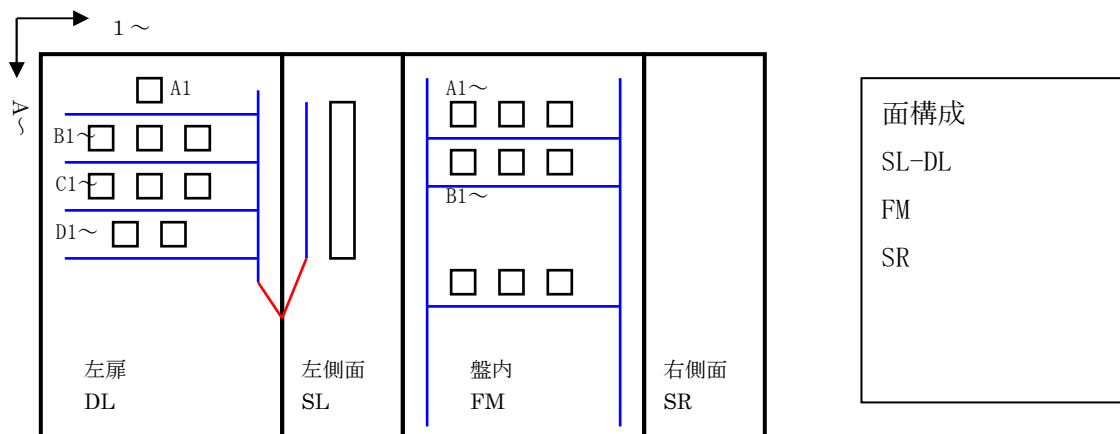 1～
A～
A1
B1～
C1～
D1～
A1～
B1～
左扉
DL
左側面
SL
盤内
FM
右側面
SR
面構成
SL-DL
FM
SR